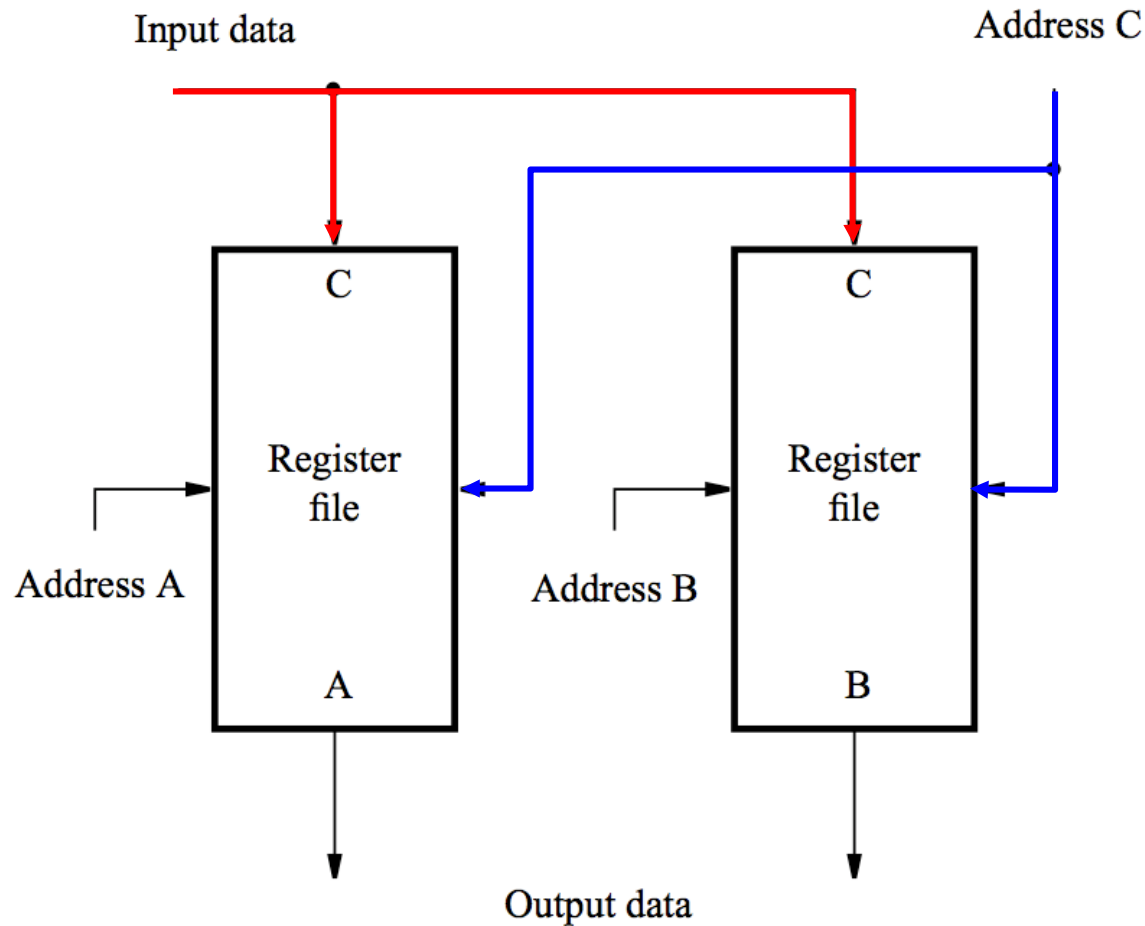 Input data
Address C
C
C
Register
file
Register
file
Address A
Address B
A
B
Output data